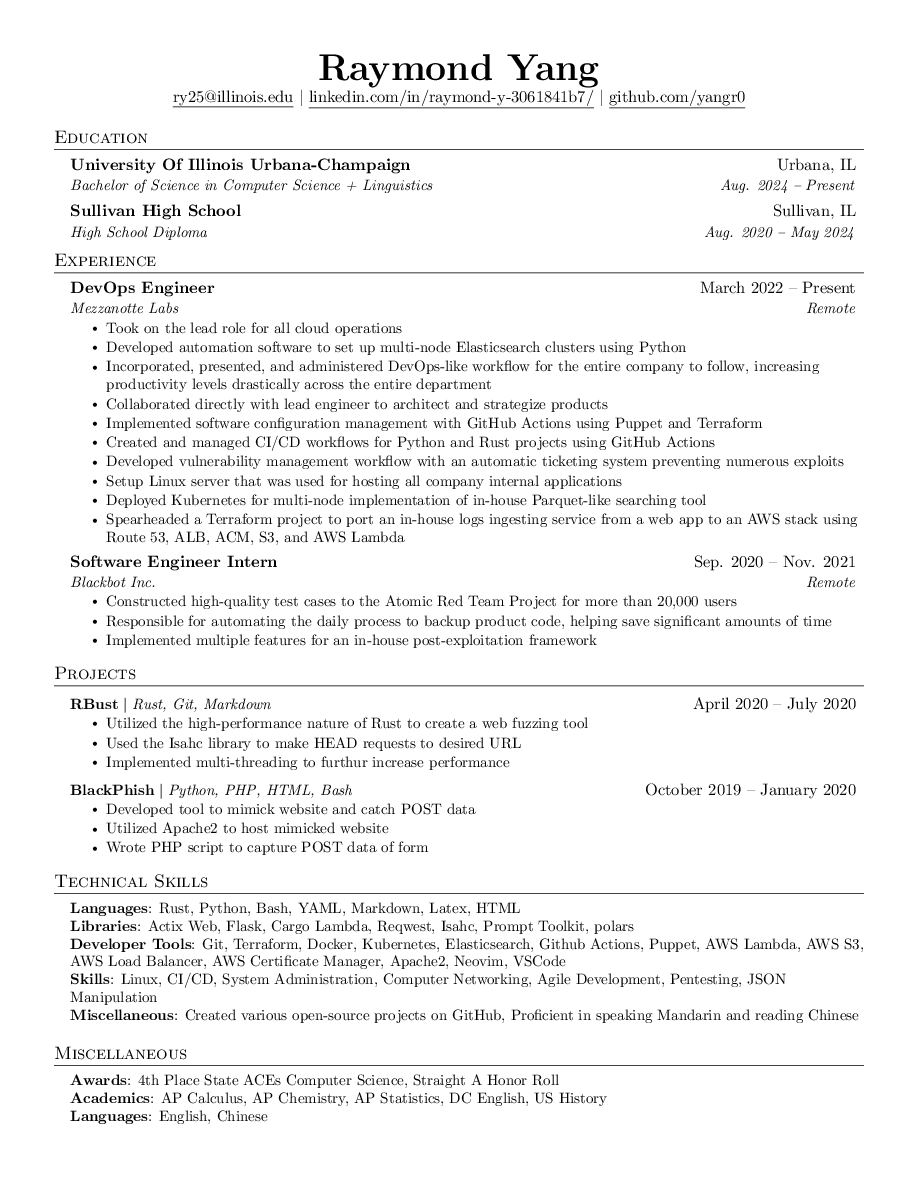 Raymond Yang
ry25@illinois.edu | linkedin.com/in/raymond-y-3061841b7/ | github.com/yangr0
Education
University Of Illinois Urbana-Champaign Urbana, IL
Bachelor of Science in Computer Science + Linguistics Aug. 2024 – Present
Sullivan High School Sullivan, IL
High School Diploma Aug. 2020 – May 2024
Experience
DevOps Engineer March 2022 – Present
Mezzanotte Labs Remote
• Took on the lead role for all cloud operations
• Developed automation software to set up multi-node Elasticsearch clusters using Python
• Incorporated, presented, and administered DevOps-like workflow for the entire company to follow, increasing
productivity levels drastically across the entire department
• Collaborated directly with lead engineer to architect and strategize products
• Implemented software configuration management with GitHub Actions using Puppet and Terraform
• Created and managed CI/CD workflows for Python and Rust projects using GitHub Actions
• Developed vulnerability management workflow with an automatic ticketing system preventing numerous exploits
• Setup Linux server that was used for hosting all company internal applications
• Deployed Kubernetes for multi-node implementation of in-house Parquet-like searching tool
• Spearheaded a Terraform project to port an in-house logs ingesting service from a web app to an AWS stack using
Route 53, ALB, ACM, S3, and AWS Lambda
Software Engineer Intern Sep. 2020 – Nov. 2021
Blackbot Inc. Remote
• Constructed high-quality test cases to the Atomic Red Team Project for more than 20,000 users
• Responsible for automating the daily process to backup product code, helping save significant amounts of time
• Implemented multiple features for an in-house post-exploitation framework
Projects
RBust | Rust, Git, Markdown April 2020 – July 2020
• Utilized the high-performance nature of Rust to create a web fuzzing tool
• Used the Isahc library to make HEAD requests to desired URL
• Implemented multi-threading to furthur increase performance
BlackPhish | Python, PHP, HTML, Bash October 2019 – January 2020
• Developed tool to mimick website and catch POST data
• Utilized Apache2 to host mimicked website
• Wrote PHP script to capture POST data of form
Technical Skills
Languages: Rust, Python, Bash, YAML, Markdown, Latex, HTML
Libraries: Actix Web, Flask, Cargo Lambda, Reqwest, Isahc, Prompt Toolkit, polars
Developer Tools: Git, Terraform, Docker, Kubernetes, Elasticsearch, Github Actions, Puppet, AWS Lambda, AWS S3,
AWS Load Balancer, AWS Certificate Manager, Apache2, Neovim, VSCode
Skills: Linux, CI/CD, System Administration, Computer Networking, Agile Development, Pentesting, JSON
Manipulation
Miscellaneous: Created various open-source projects on GitHub, Proficient in speaking Mandarin and reading Chinese
Miscellaneous
Awards: 4th Place State ACEs Computer Science, Straight A Honor Roll
Academics: AP Calculus, AP Chemistry, AP Statistics, DC English, US History
Languages: English, Chinese